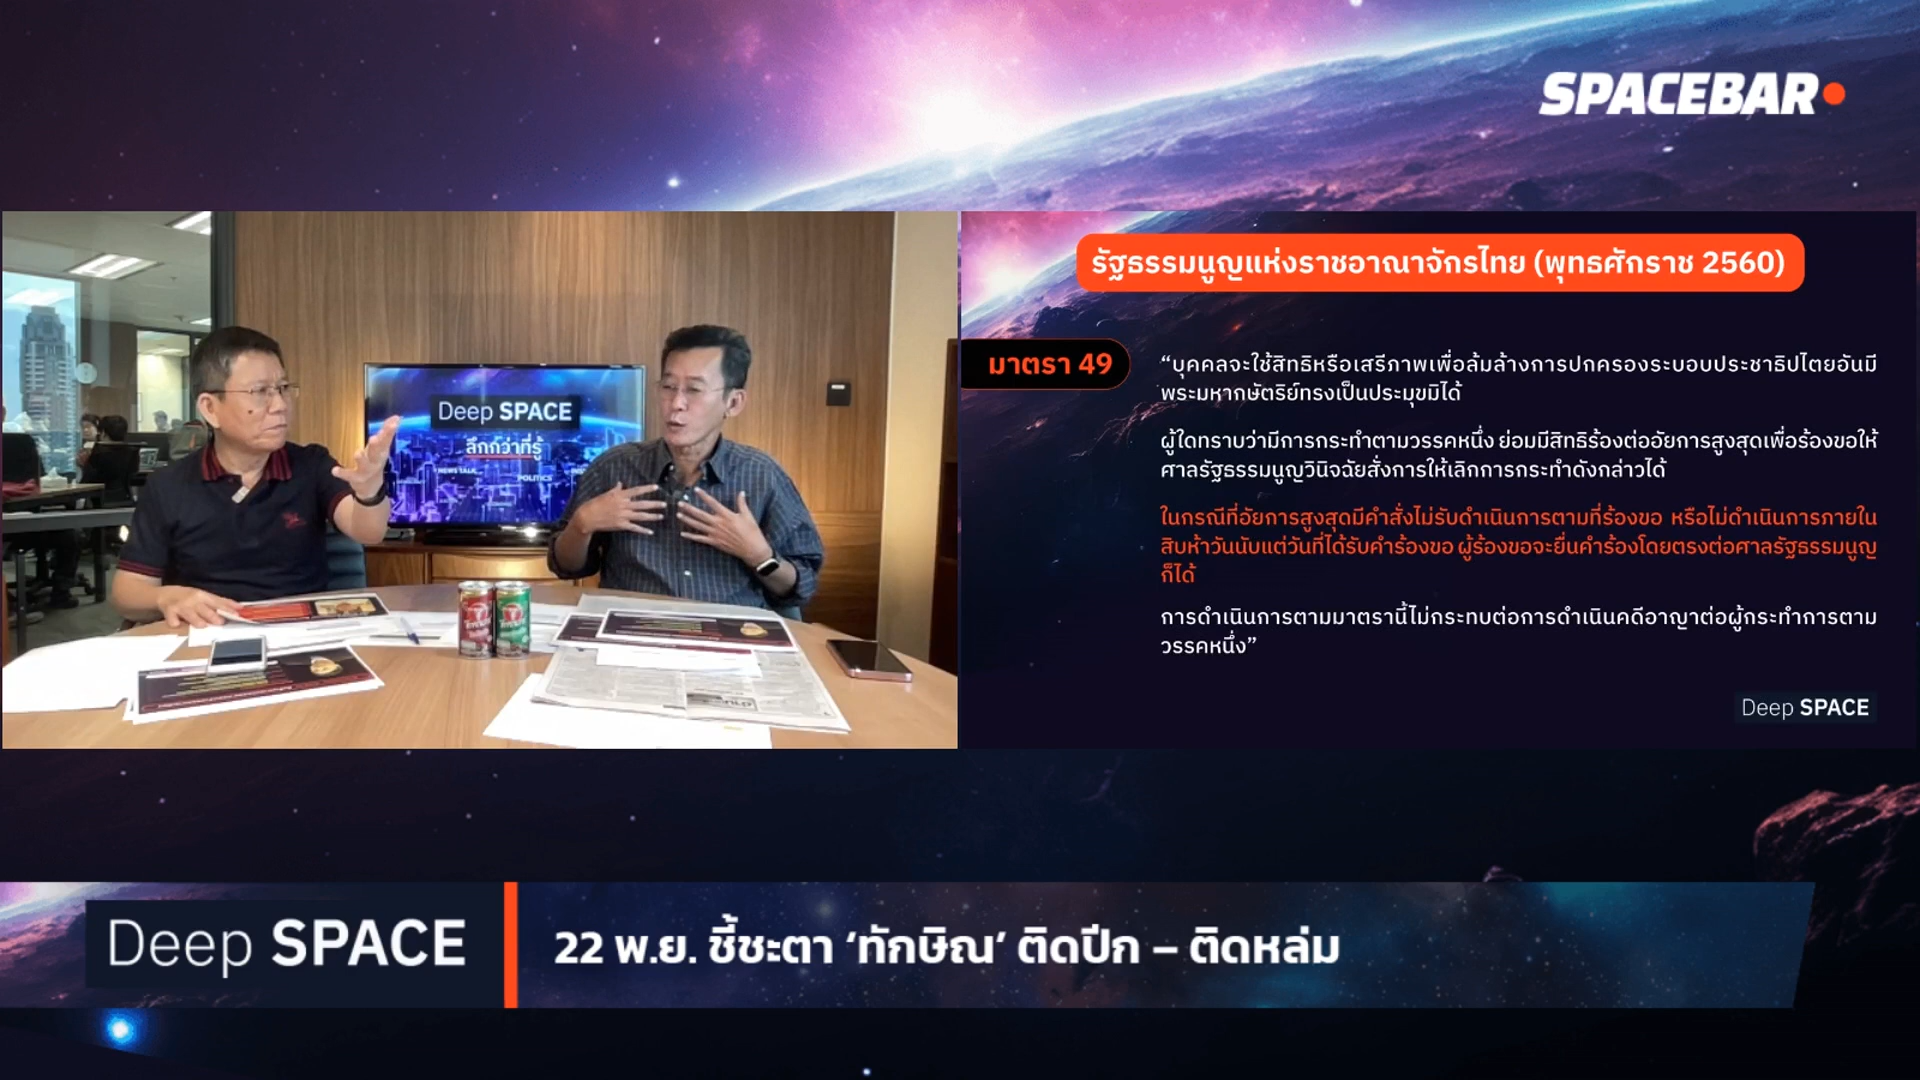 SPACEBAR
รัฐธรรมนูญแห่งราชอาณาจักรไทย (พุทธศักราช 2560)
มาตรา 49
“บุคคลจะใช้สิทธิหรือเสรีภาพเพื่อล้มล้างการปกครองระบอบประชาธิปไตยอันมี
พระมหากษัตริย์ทรงเป็นประมุขมิได้
ผู้ใดทราบว่ามีการกระทำตามวรรคหนึ่ง ย่อมมีสิทธิร้องต่ออัยการสูงสุดเพื่อร้องขอให้
ศาลรัฐธรรมนูญวินิจฉัยสั่งการให้เลิกการกระทำดังกล่าวได้
ในกรณีที่อัยการสูงสุดมีคำสั่งไม่รับดำเนินการตามที่ร้องขอ หรือไม่ดำเนินการภายใน
สิบห้าวันนับแต่วันที่ได้รับคำร้องขอ ผู้ร้องขอจะยื่นคำร้องโดยตรงต่อศาลรัฐธรรมนูญ
ก็ได้
การดำเนินการตามมาตรานี้ไม่กระทบต่อการดำเนินคดีอาญาต่อผู้กระทำการตาม
วรรคหนึ่ง”
Deep SPACE
Deep SPACE
ลึกกว่าที่รู้
NEWS TALK
POLITICS
Deep SPACE
22 พ.ย. ชี้ชะตา ‘ทักษิณ’ ติดปีก – ติดหล่ม